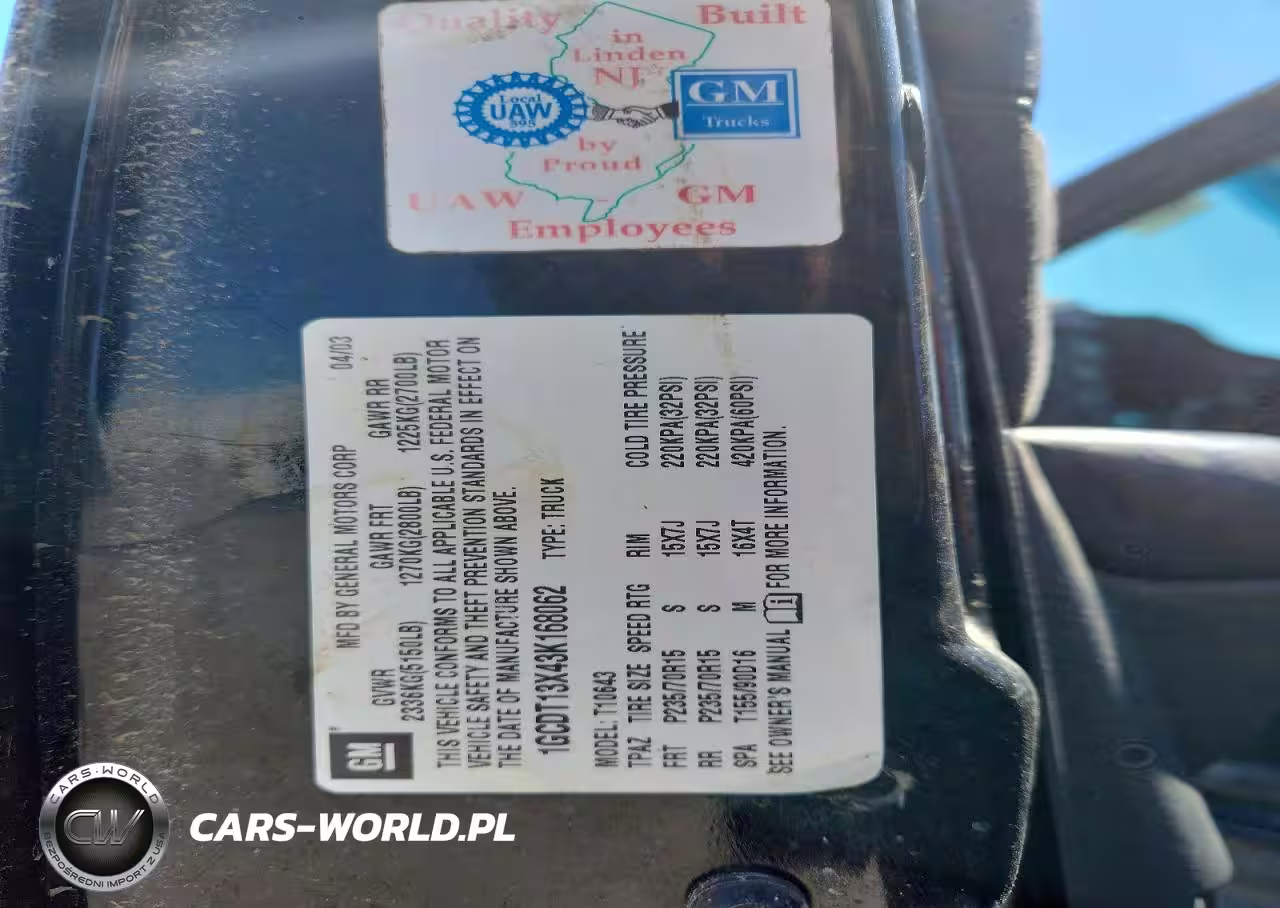 Quality Built
in
Linden
NJ
Local
UAW
595
GM
Trucks
by
Proud
UAW GM
Employees
MFD BY GENERAL MOTORS CORP 04/03
GVWR GAWR FRT GAWR RR
2336KG(5150LB) 1270KG(2800LB) 1225KG(2700LB)
THIS VEHICLE CONFORMS TO ALL APPLICABLE U.S. FEDERAL MOTOR
VEHICLE SAFETY AND THEFT PREVENTION STANDARDS IN EFFECT ON
THE DATE OF MANUFACTURE SHOWN ABOVE.
1GCDT13X43K168062 TYPE: TRUCK
MODEL: T10643
TPAZ TIRE SIZE SPEED RTG RIM COLD TIRE PRESSURE
FRT P235/70R15 S 15X7J 220KPA(32PSI)
RR P235/70R15 S 15X7J 220KPA(32PSI)
SPA T155/90D16 M 16X4T 420KPA(60PSI)
SEE OWNER'S MANUAL FOR MORE INFORMATION.
GM
CARS-WORLD
CW
BEZPOŚREDNI IMPORT Z USA
CARS-WORLD.PL